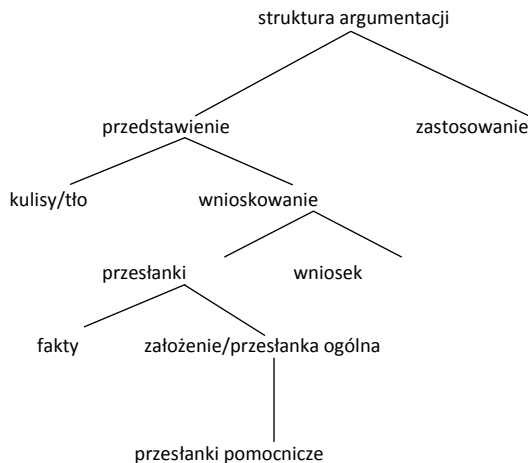 struktura argumentacji
przedstawienie
zastosowanie
kulisy/tło
wnioskowanie
przesłanki
wniosek
fakty
założenie/przesłanka ogólna
przesłanki pomocnicze